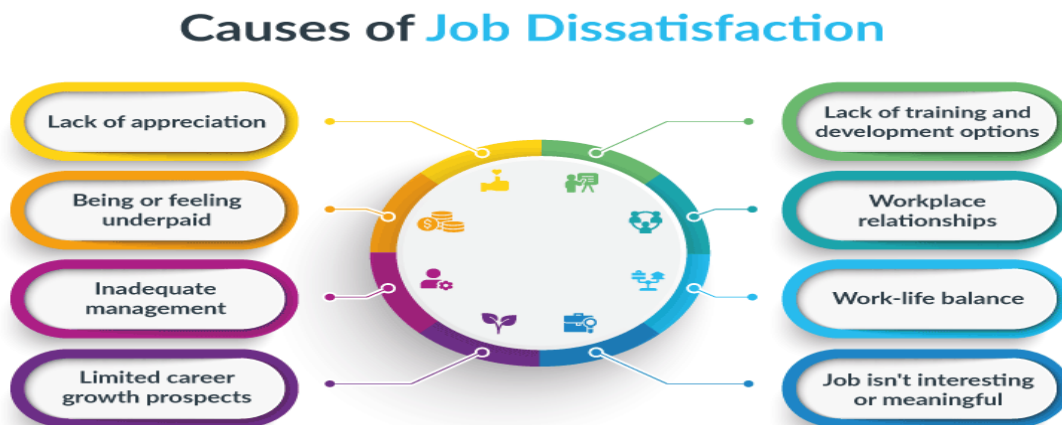 Causes of Job Dissatisfaction
Lack of appreciation
Being or feeling
underpaid
Inadequate
management
Limited career
growth prospects
Lack of training and
development options
Workplace
relationships
Work-life balance
Job isn't interesting
or meaningful